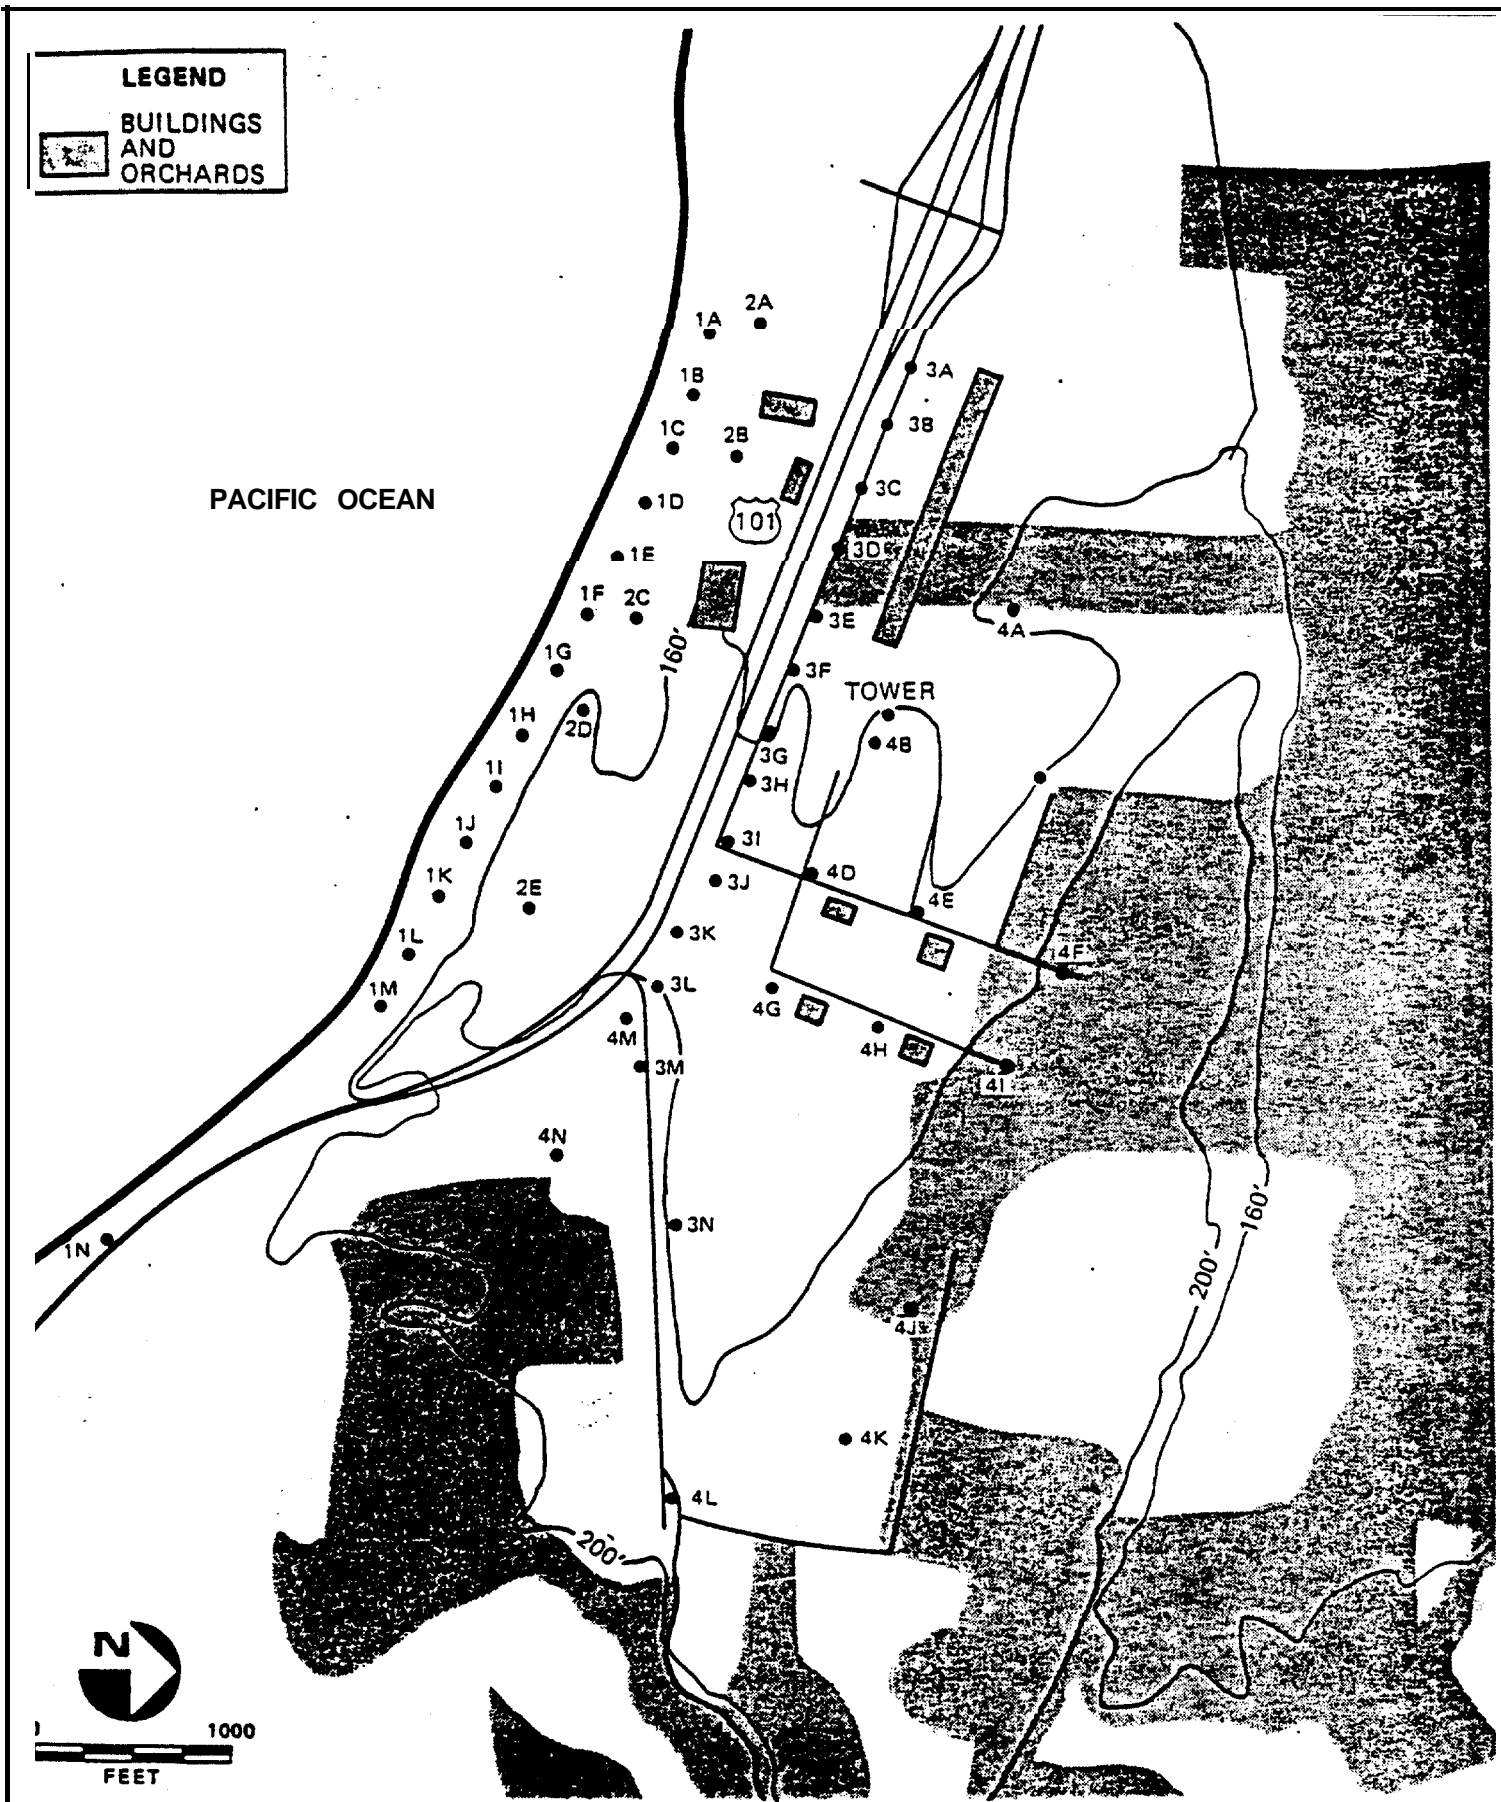 LEGEND
BUILDINGS
AND
ORCHARDS
2A
1A
1B
3A
3B
1C
2B
3C
PACIFIC OCEAN
1D
101
3D
1E
1F
2C
3E
4A
160'
1G
3F
TOWER
1H
2D
3G
4B
1I
3H
1J
3I
4D
3J
1K
2E
4E
3K
1L
4F
3L
1M
4G
4M
4H
3M
4I
4N
160'
3N
1N
200'
4J
4K
4L
200'
N
1000
FEET